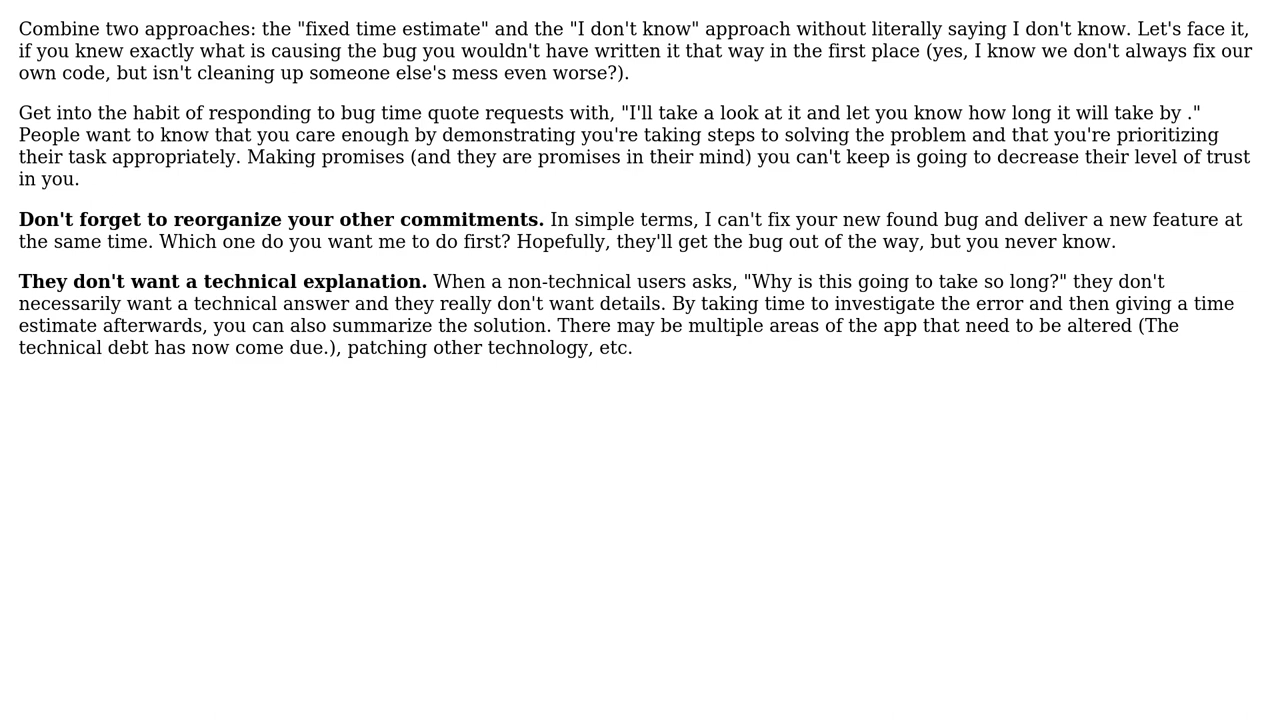 Combine two approaches: the "fixed time estimate" and the "I don't know" approach without literally saying I don't know. Let's face it,
if you knew exactly what is causing the bug you wouldn't have written it that way in the first place (yes, I know we don't always fix our
own code, but isn't cleaning up someone else's mess even worse?).
Get into the habit of responding to bug time quote requests with, "I'll take a look at it and let you know how long it will take by ."
People want to know that you care enough by demonstrating you're taking steps to solving the problem and that you're prioritizing
their task appropriately. Making promises (and they are promises in their mind) you can't keep is going to decrease their level of trust
in you.
Don't forget to reorganize your other commitments. In simple terms, I can't fix your new found bug and deliver a new feature at
the same time. Which one do you want me to do first? Hopefully, they'll get the bug out of the way, but you never know.
They don't want a technical explanation. When a non-technical users asks, "Why is this going to take so long?" they don't
necessarily want a technical answer and they really don't want details. By taking time to investigate the error and then giving a time
estimate afterwards, you can also summarize the solution. There may be multiple areas of the app that need to be altered (The
technical debt has now come due.), patching other technology, etc.